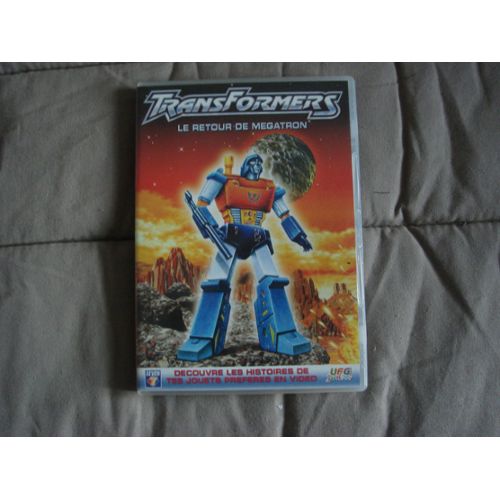 TRANSFORMERS
LE RETOUR DE MEGATRON
DECOUVRE LES HISTOIRES DE
TES JOUETS PREFERES EN VIDEO
UFG